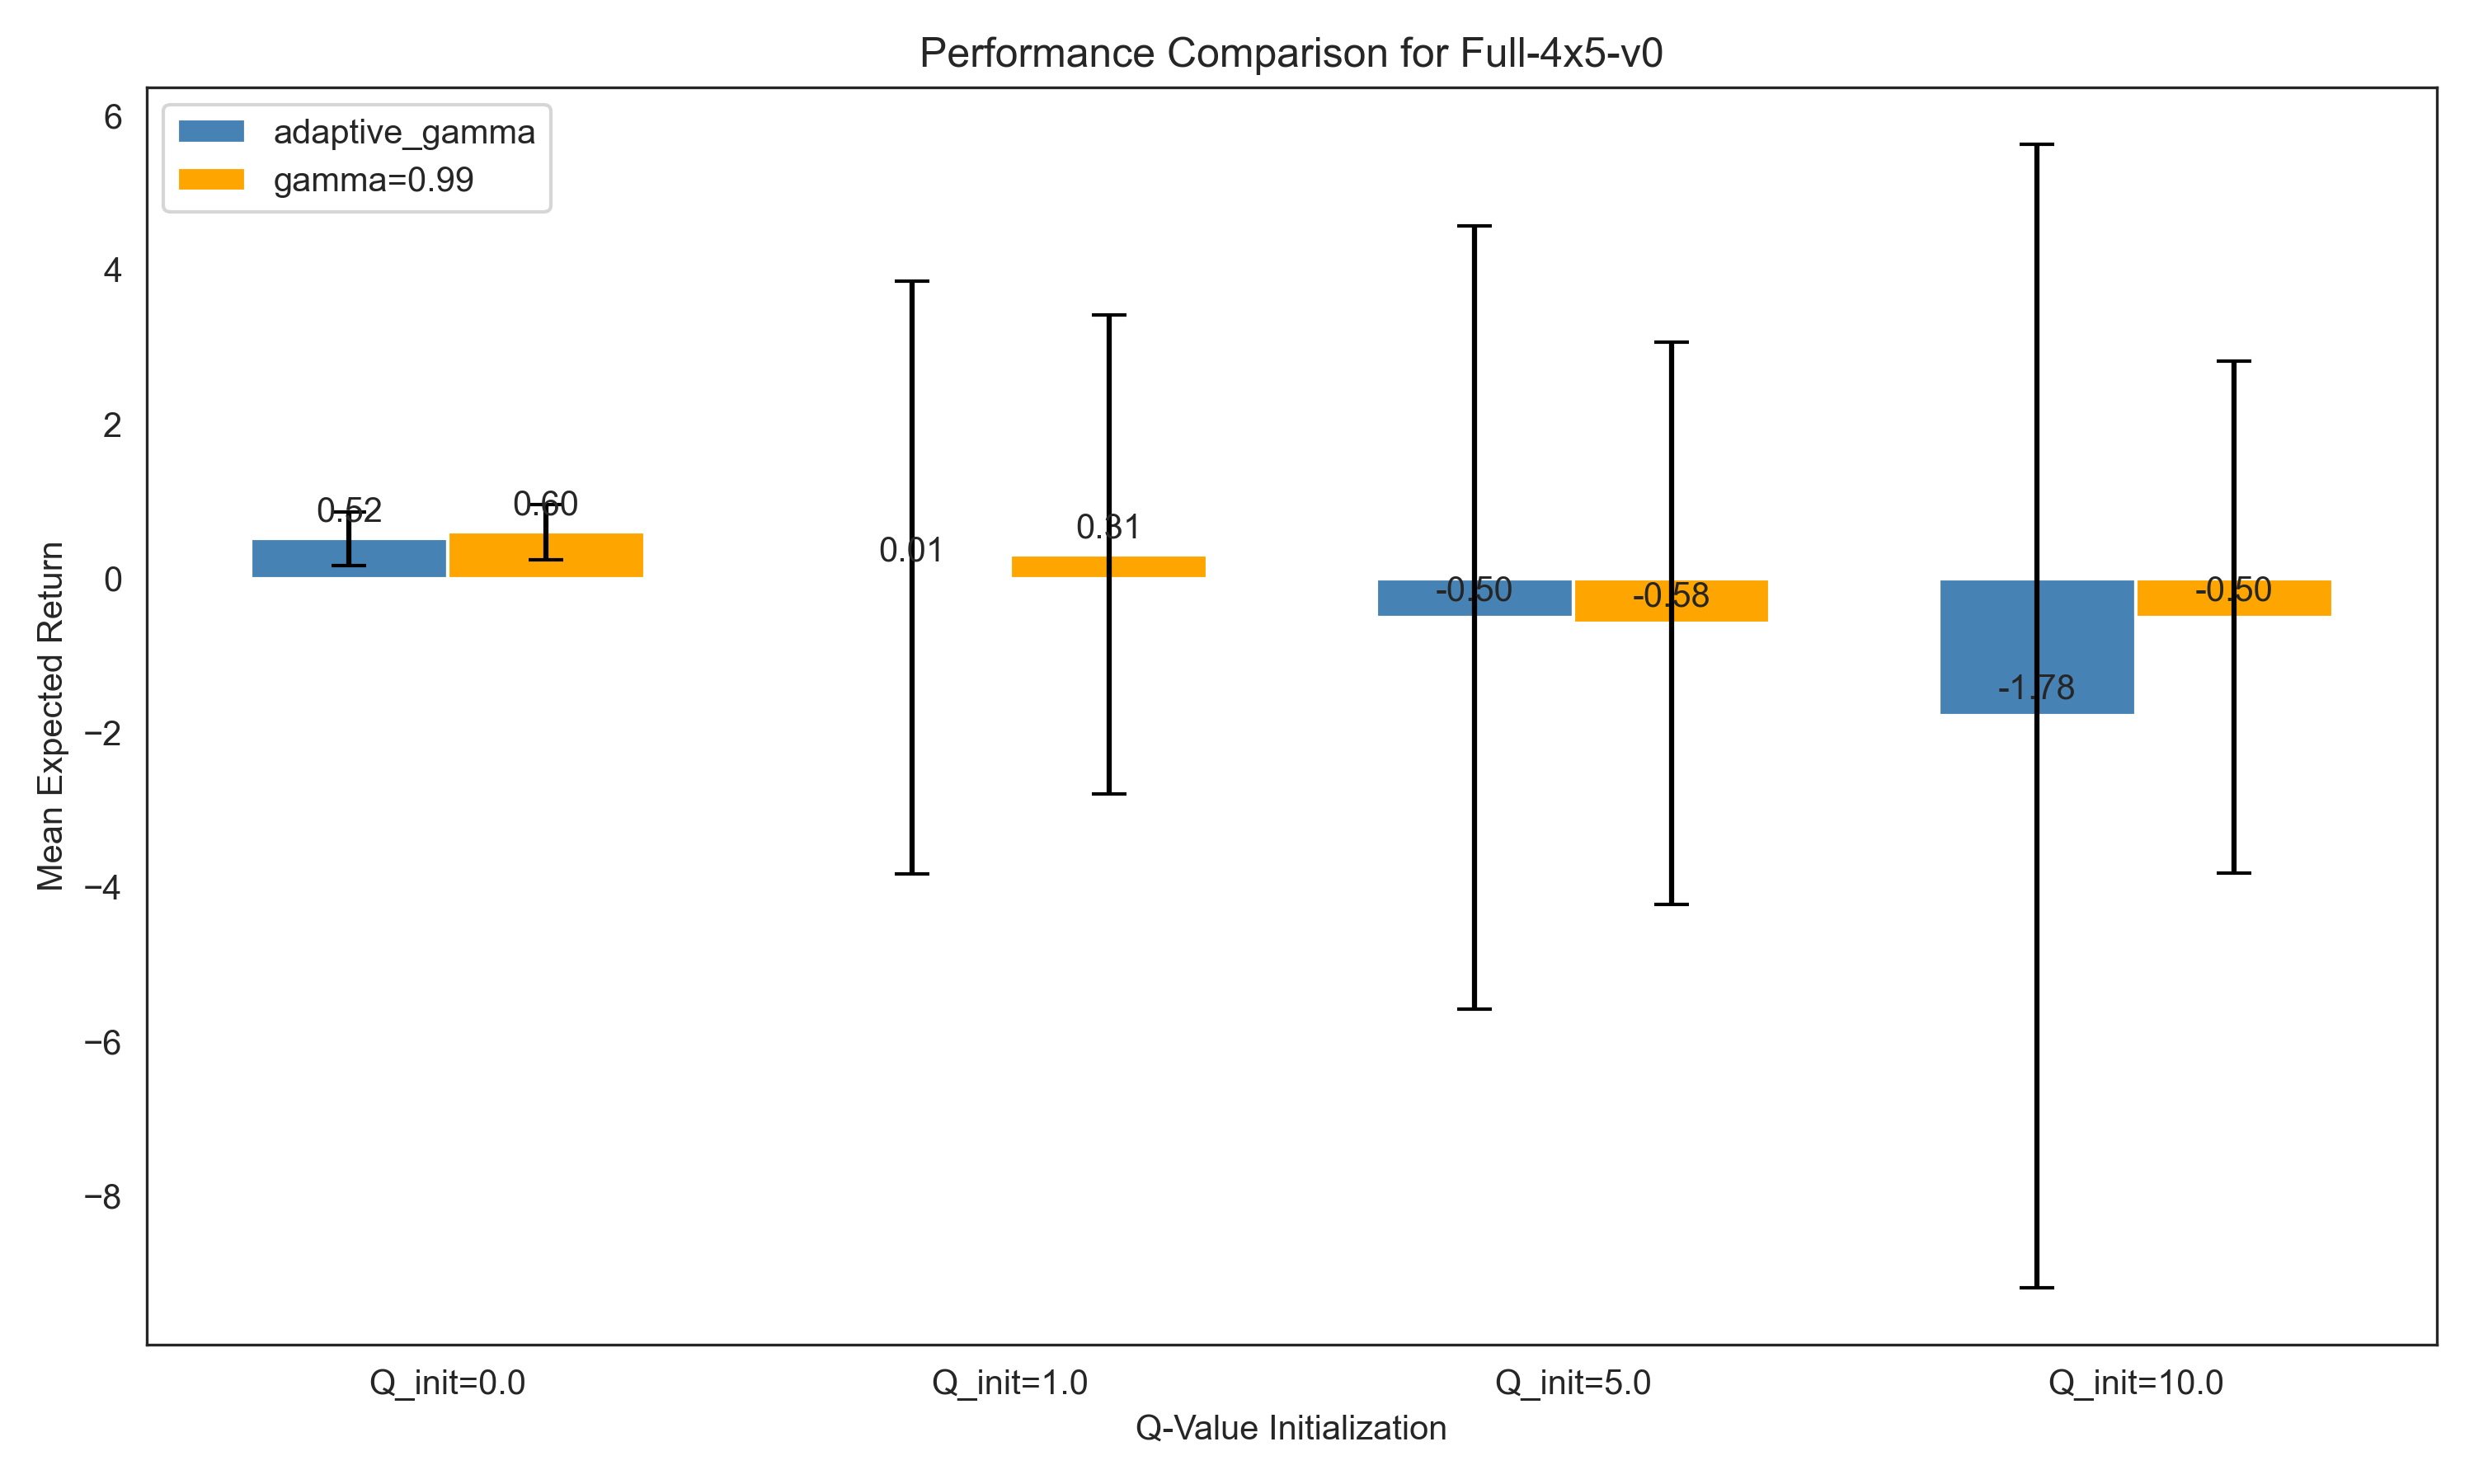 Performance Comparison for Full-4x5-v0
adaptive_gamma
gamma=0.99
6
4
2
0
−2
−4
−6
−8
Mean Expected Return
0.52
0.60
0.01
0.31
-0.50
-0.58
-1.78
-0.50
Q_init=0.0
Q_init=1.0
Q_init=5.0
Q_init=10.0
Q-Value Initialization